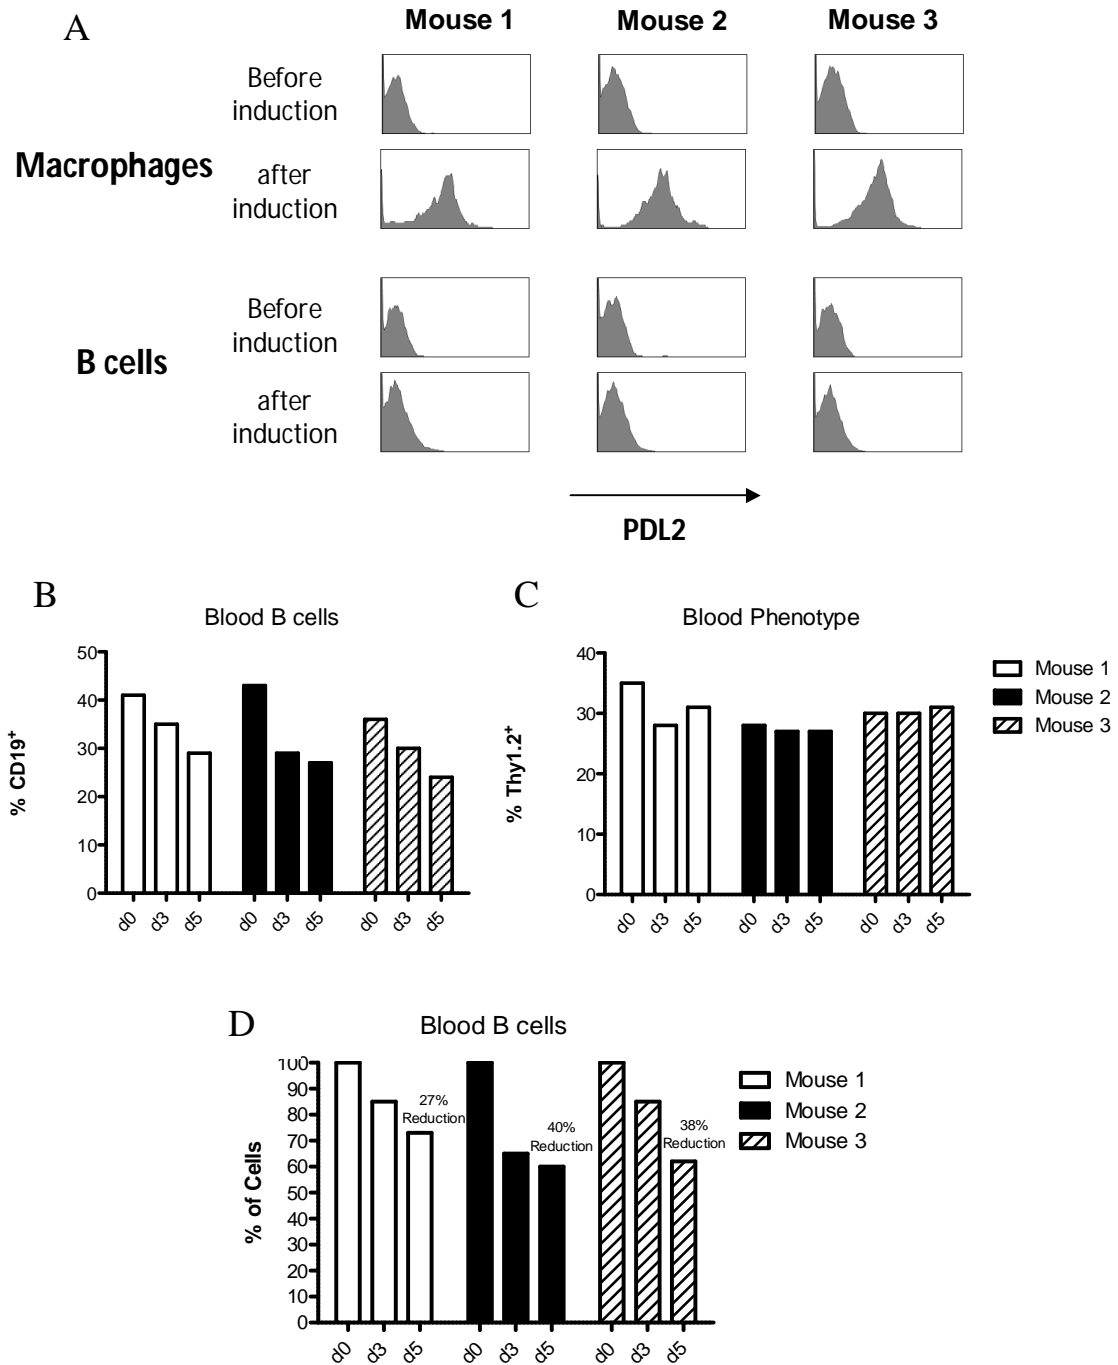 A
Mouse 1 Mouse 2 Mouse 3
Before
induction
Macrophages
after
induction
Before
induction
B cells
after
induction
PDL2
B
Blood B cells
% CD19+
50
40
30
20
10
0
d0 d3 d5 d0 d3 d5 d0 d3 d5
C
Blood Phenotype
% Thy1.2+
40
30
20
10
0
d0 d3 d5 d0 d3 d5 d0 d3 d5
Mouse 1
Mouse 2
Mouse 3
D
Blood B cells
% of Cells
100
90
80
70
60
50
40
30
20
10
0
27%
Reduction
40%
Reduction
38%
Reduction
d0 d3 d5 d0 d3 d5 d0 d3 d5
Mouse 1
Mouse 2
Mouse 3